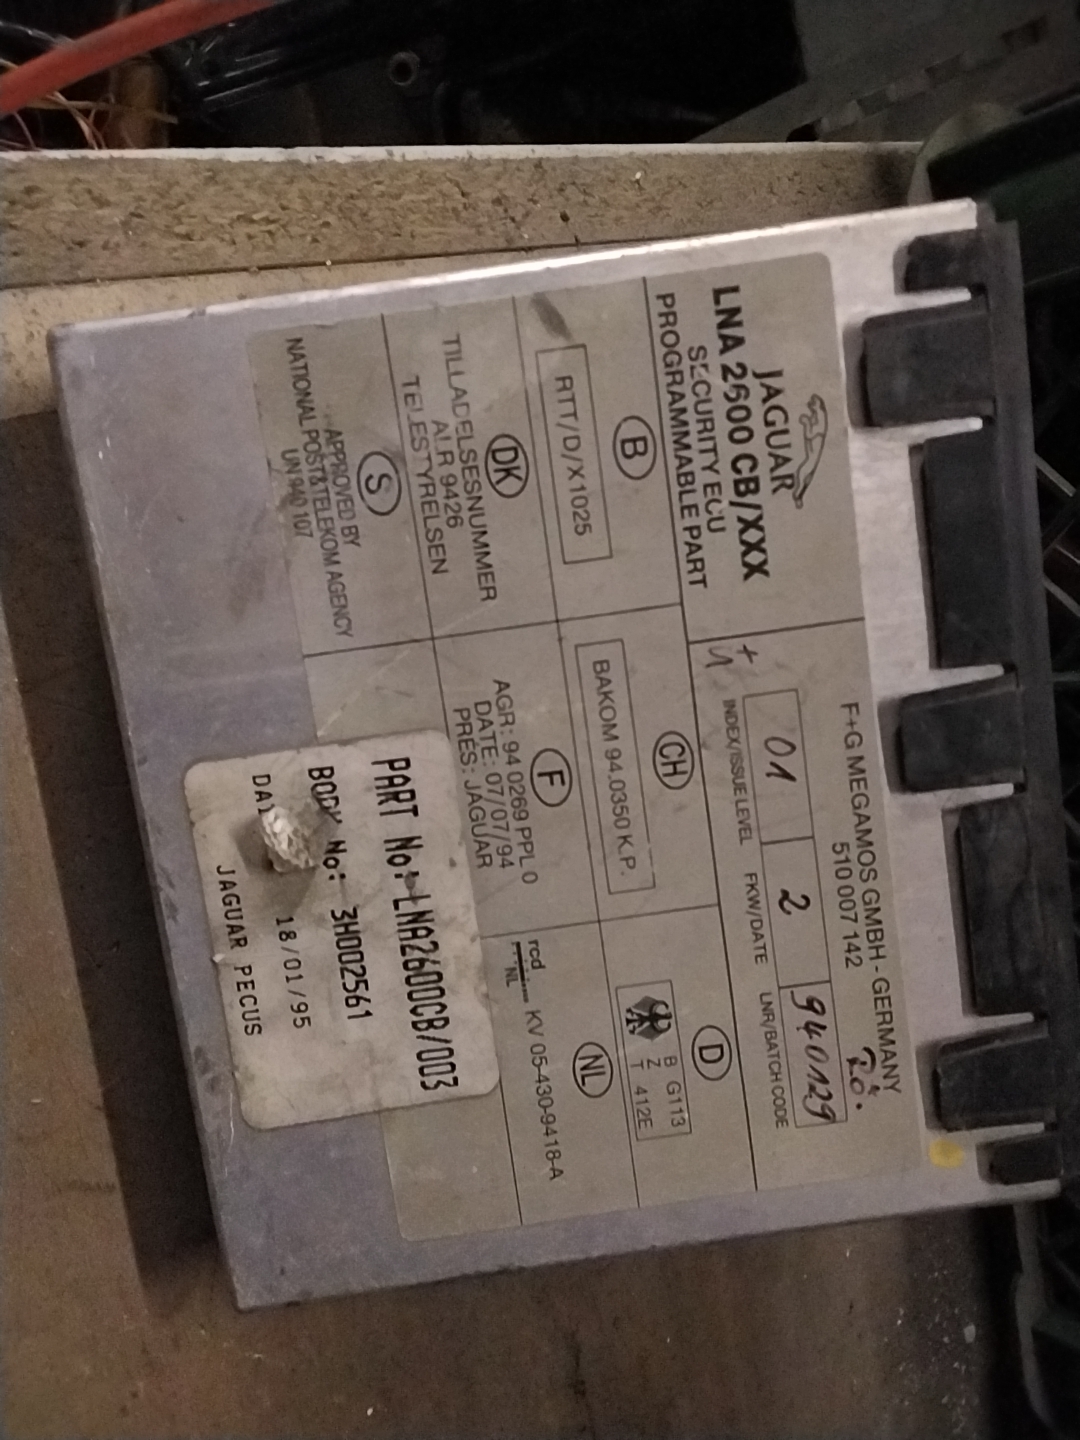 JAGUAR
LNA 2600 CB/XXX
SECURITY ECU
PROGRAMMABLE PART
F+G MEGAMOS GMBH - GERMANY
510 007 142
01
2
940129
INDEX/ISSUE LEVEL
FKW/DATE
LNR/BATCH CODE
B
RTT/D/X1025
CH
BAKOM 94.0350 K.P.
D
B G113
Z
T 412E
DK
TILLADELSESNUMMER
ALR 9426
TELESTYRELSEN
F
AGR: 94 0269 PPL 0
DATE: 07/07/94
PRES: JAGUAR
NL
rcd
NL
KV 05-430-9418-A
S
APPROVED BY
NATIONAL POST&TELEKOM AGENCY
UN 940 107
PART No: LNA2600CB/003
BODY No: 3H002561
18/01/95
JAGUAR PECUS